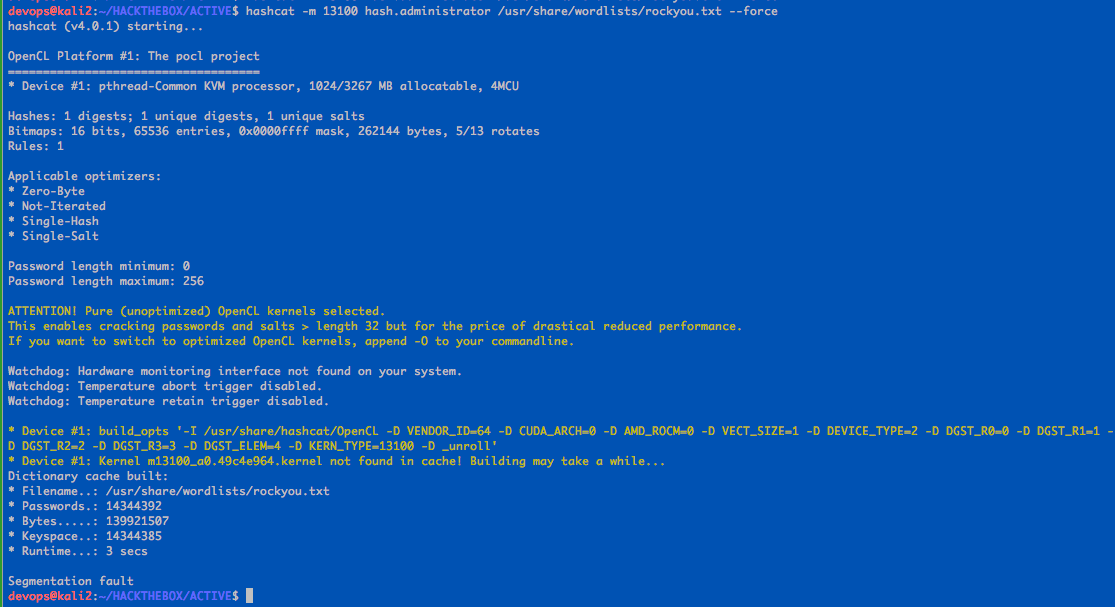 devops@kali2:~/HACKTHEBOX/ACTIVE$ hashcat -m 13100 hash.administrator /usr/share/wordlists/rockyou.txt --force
hashcat (v4.0.1) starting...
OpenCL Platform #1: The pocl project
====================================
* Device #1: pthread-Common KVM processor, 1024/3267 MB allocatable, 4MCU
Hashes: 1 digests; 1 unique digests, 1 unique salts
Bitmaps: 16 bits, 65536 entries, 0x0000ffff mask, 262144 bytes, 5/13 rotates
Rules: 1
Applicable optimizers:
* Zero-Byte
* Not-Iterated
* Single-Hash
* Single-Salt
Password length minimum: 0
Password length maximum: 256
ATTENTION! Pure (unoptimized) OpenCL kernels selected.
This enables cracking passwords and salts > length 32 but for the price of drastical reduced performance.
If you want to switch to optimized OpenCL kernels, append -O to your commandline.
Watchdog: Hardware monitoring interface not found on your system.
Watchdog: Temperature abort trigger disabled.
Watchdog: Temperature retain trigger disabled.
* Device #1: build_opts '-I /usr/share/hashcat/OpenCL -D VENDOR_ID=64 -D CUDA_ARCH=0 -D AMD_ROCM=0 -D VECT_SIZE=1 -D DEVICE_TYPE=2 -D DGST_R0=0 -D DGST_R1=1 -
D DGST_R2=2 -D DGST_R3=3 -D DGST_ELEM=4 -D KERN_TYPE=13100 -D _unroll'
* Device #1: Kernel m13100_a0.49c4e964.kernel not found in cache! Building may take a while...
Dictionary cache built:
* Filename..: /usr/share/wordlists/rockyou.txt
* Passwords.: 14344392
* Bytes.....: 139921507
* Keyspace..: 14344385
* Runtime...: 3 secs
Segmentation fault
devops@kali2:~/HACKTHEBOX/ACTIVE$